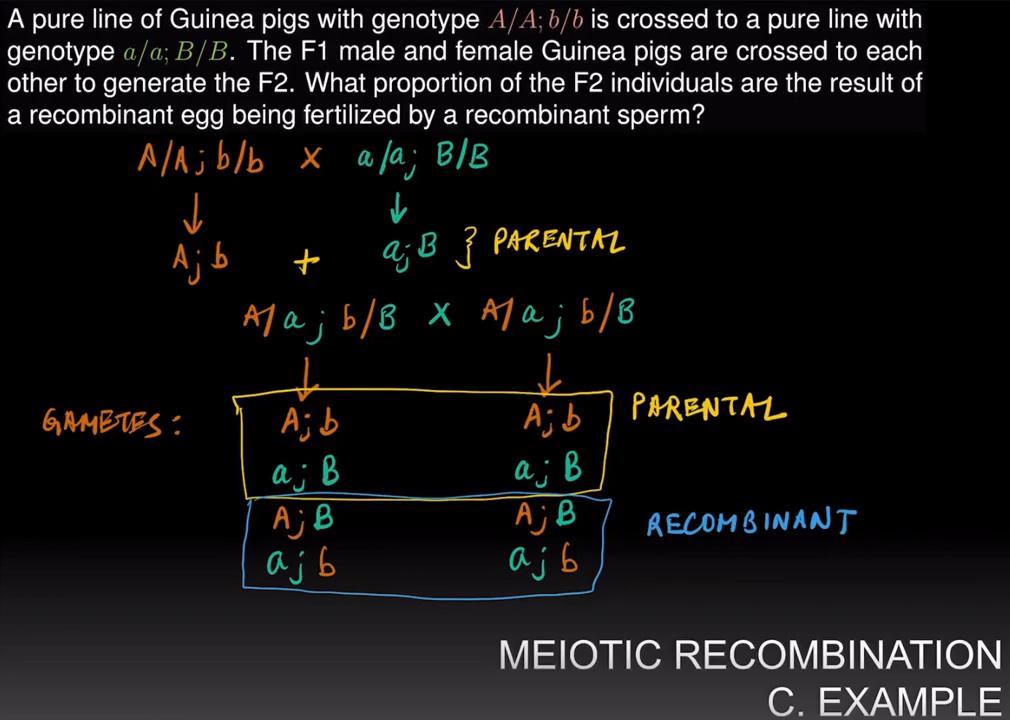 A pure line of Guinea pigs with genotype A/A; b/b is crossed to a pure line with
genotype a/a; B/B. The F1 male and female Guinea pigs are crossed to each
other to generate the F2. What proportion of the F2 individuals are the result of
a recombinant egg being fertilized by a recombinant sperm?
A/A; b/b X a/a; B/B
A; b + a; B } PARENTAL
A/a; b/B X A/a; b/B
GAMETES: A; b A; b PARENTAL
a; B a; B
A; B A; B RECOMBINANT
a; b a; b
MEIOTIC RECOMBINATION
C. EXAMPLE